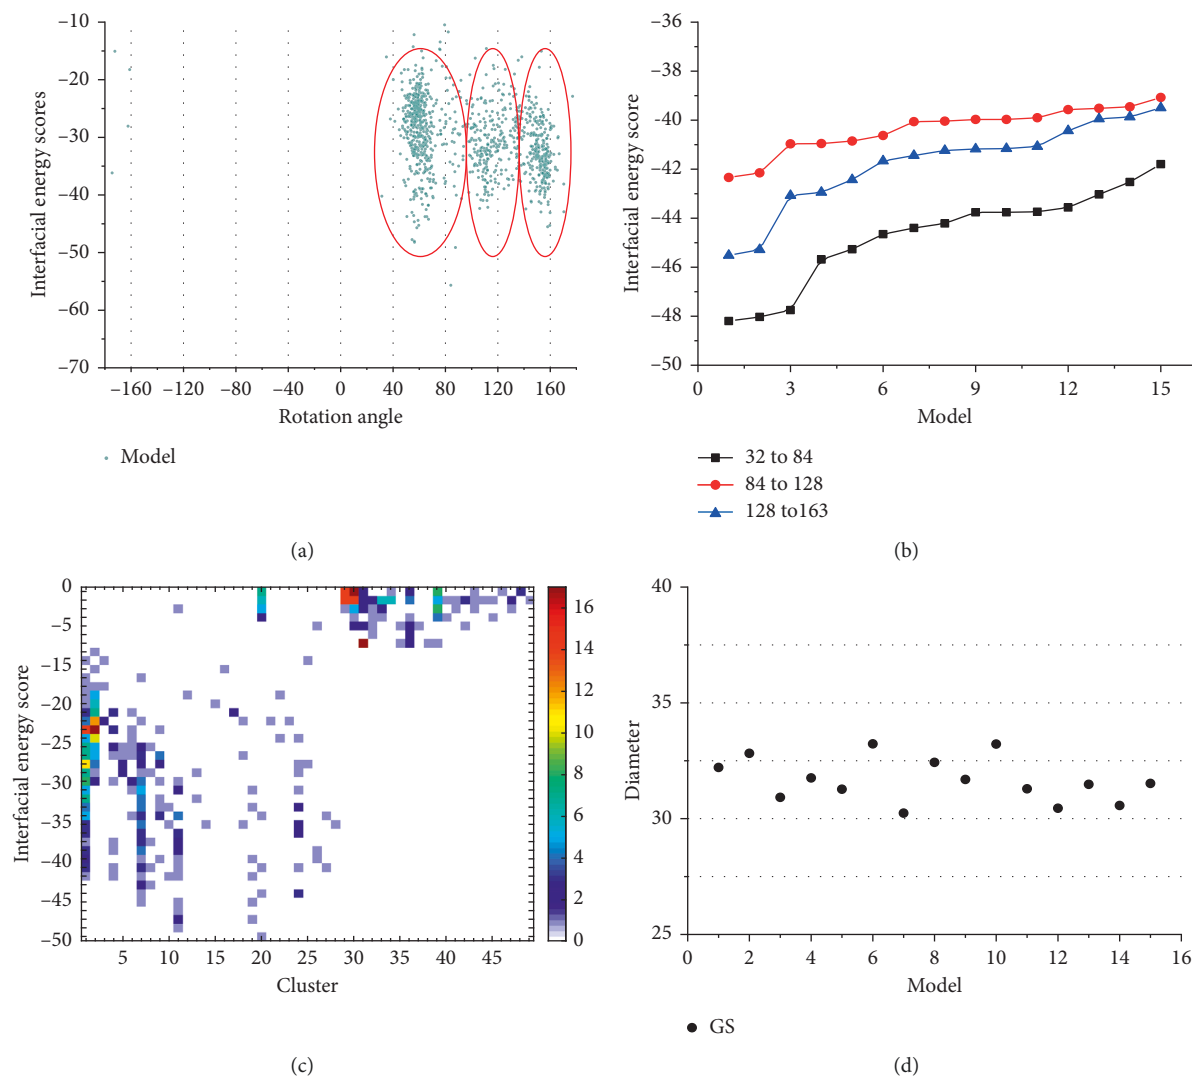 −10
−20
−30
−40
−50
−60
−70
Interfacial energy scores
−160 −120 −80 −40 0 40 80 120 160
Rotation angle
Model
(a)
−36
−38
−40
−42
−44
−46
−48
−50
Interfacial energy score
0 3 6 9 12 15
Model
32 to 84
84 to 128
128 to163
(b)
0
−5
−15
−20
−25
−30
−35
−40
−45
−50
Interfacial energy score
5 10 15 20 25 30 35 40 45
Cluster
16
14
12
10
8
6
4
2
0
(c)
40
35
30
25
Diameter
0 2 4 6 8 10 12 14 16
Model
GS
(d)